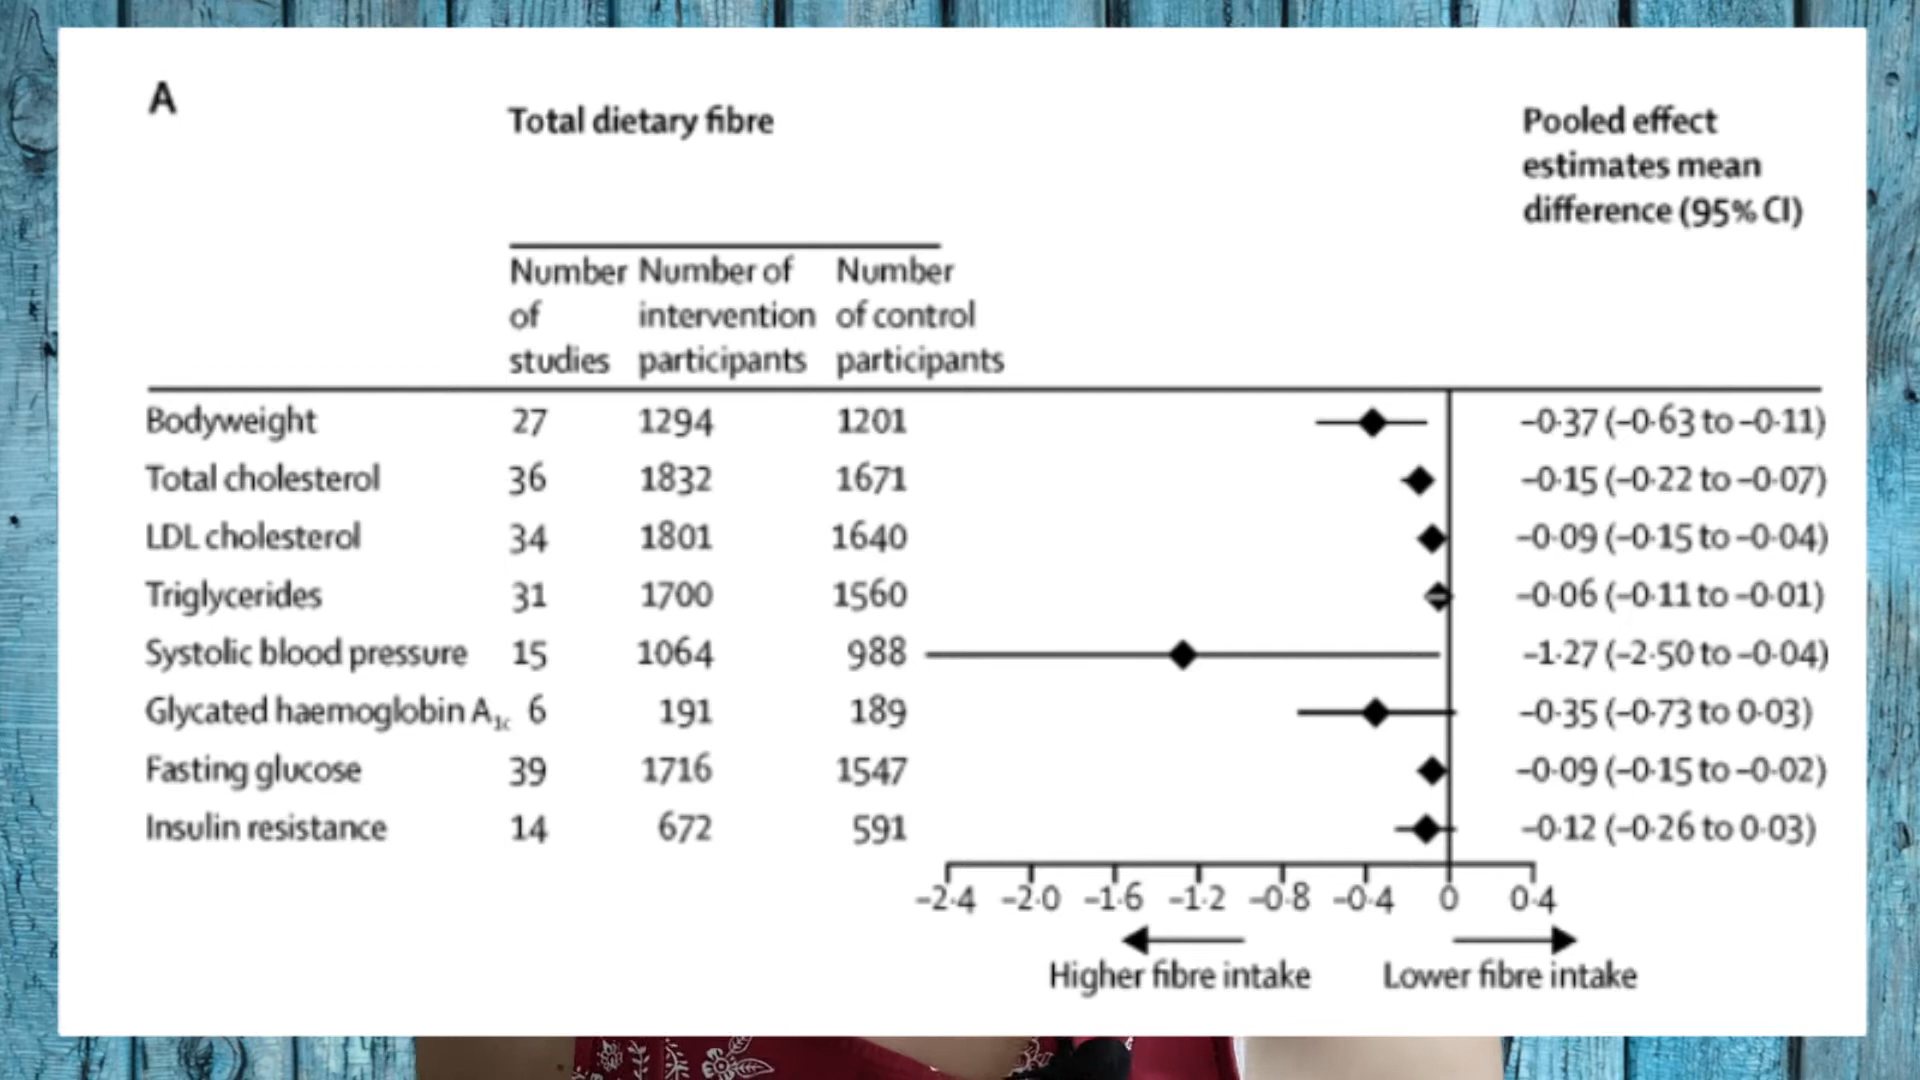 A
Total dietary fibre
Pooled effect
estimates mean
difference (95% CI)
Number Number of Number
of intervention of control
studies participants participants
Bodyweight 27 1294 1201 –0·37 (–0·63 to –0·11)
Total cholesterol 36 1832 1671 –0·15 (–0·22 to –0·07)
LDL cholesterol 34 1801 1640 –0·09 (–0·15 to –0·04)
Triglycerides 31 1700 1560 –0·06 (–0·11 to –0·01)
Systolic blood pressure 15 1064 988 –1·27 (–2·50 to –0·04)
Glycated haemoglobin A1c 6 191 189 –0·35 (–0·73 to 0·03)
Fasting glucose 39 1716 1547 –0·09 (–0·15 to –0·02)
Insulin resistance 14 672 591 –0·12 (–0·26 to 0·03)
–2·4 –2·0 –1·6 –1·2 –0·8 –0·4 0 0·4
Higher fibre intake Lower fibre intake